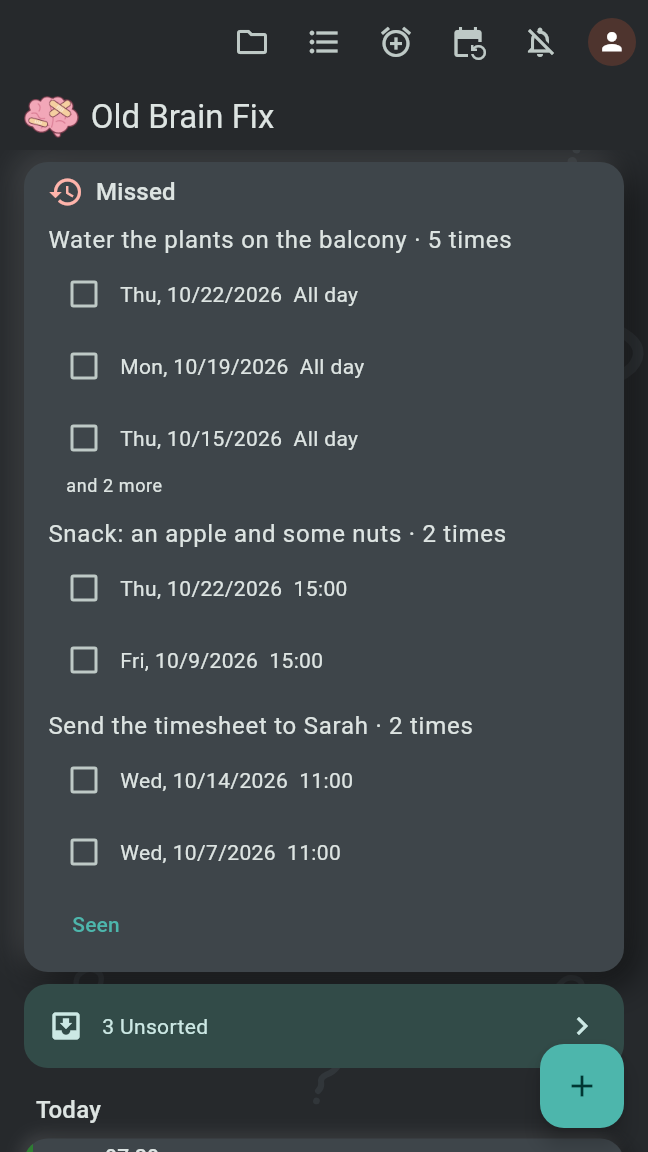 Old Brain Fix
Missed
Water the plants on the balcony · 5 times
Thu, 10/22/2026 All day
Mon, 10/19/2026 All day
Thu, 10/15/2026 All day
and 2 more
Snack: an apple and some nuts · 2 times
Thu, 10/22/2026 15:00
Fri, 10/9/2026 15:00
Send the timesheet to Sarah · 2 times
Wed, 10/14/2026 11:00
Wed, 10/7/2026 11:00
Seen
3 Unsorted
Today